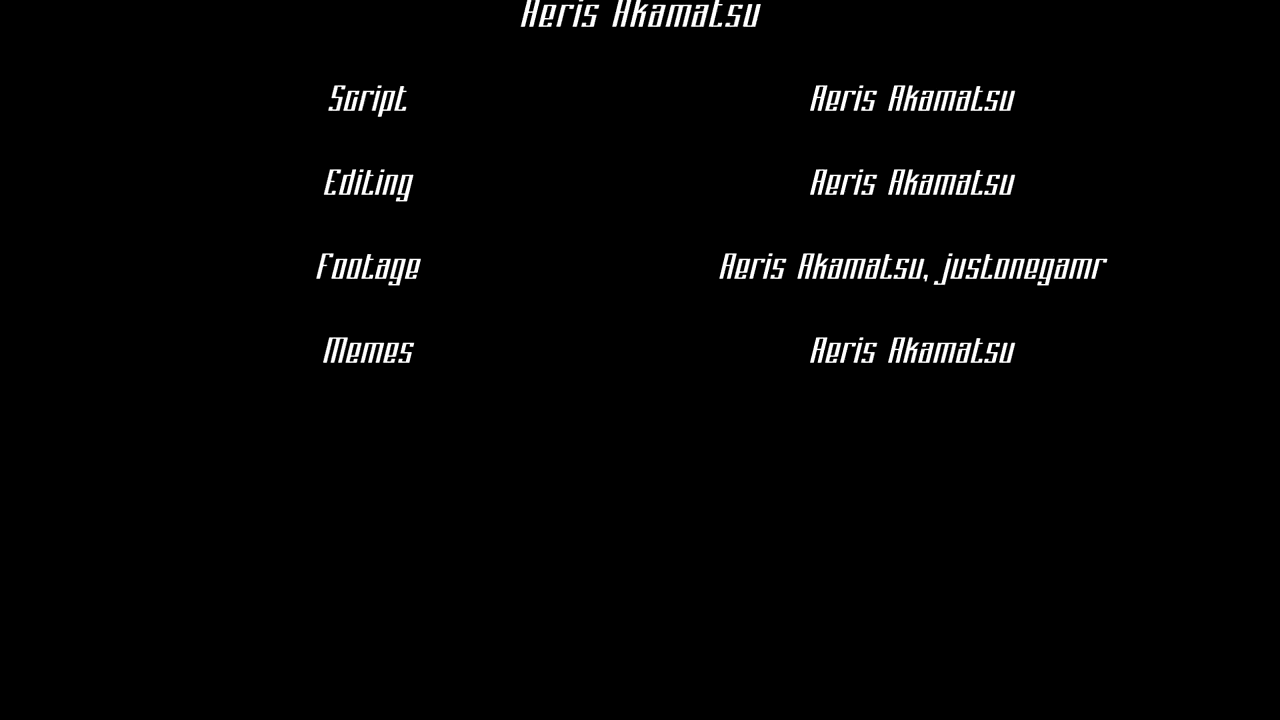 Aeris Akamatsu
Script Aeris Akamatsu
Editing Aeris Akamatsu
Footage Aeris Akamatsu, justonegamr
Memes Aeris Akamatsu